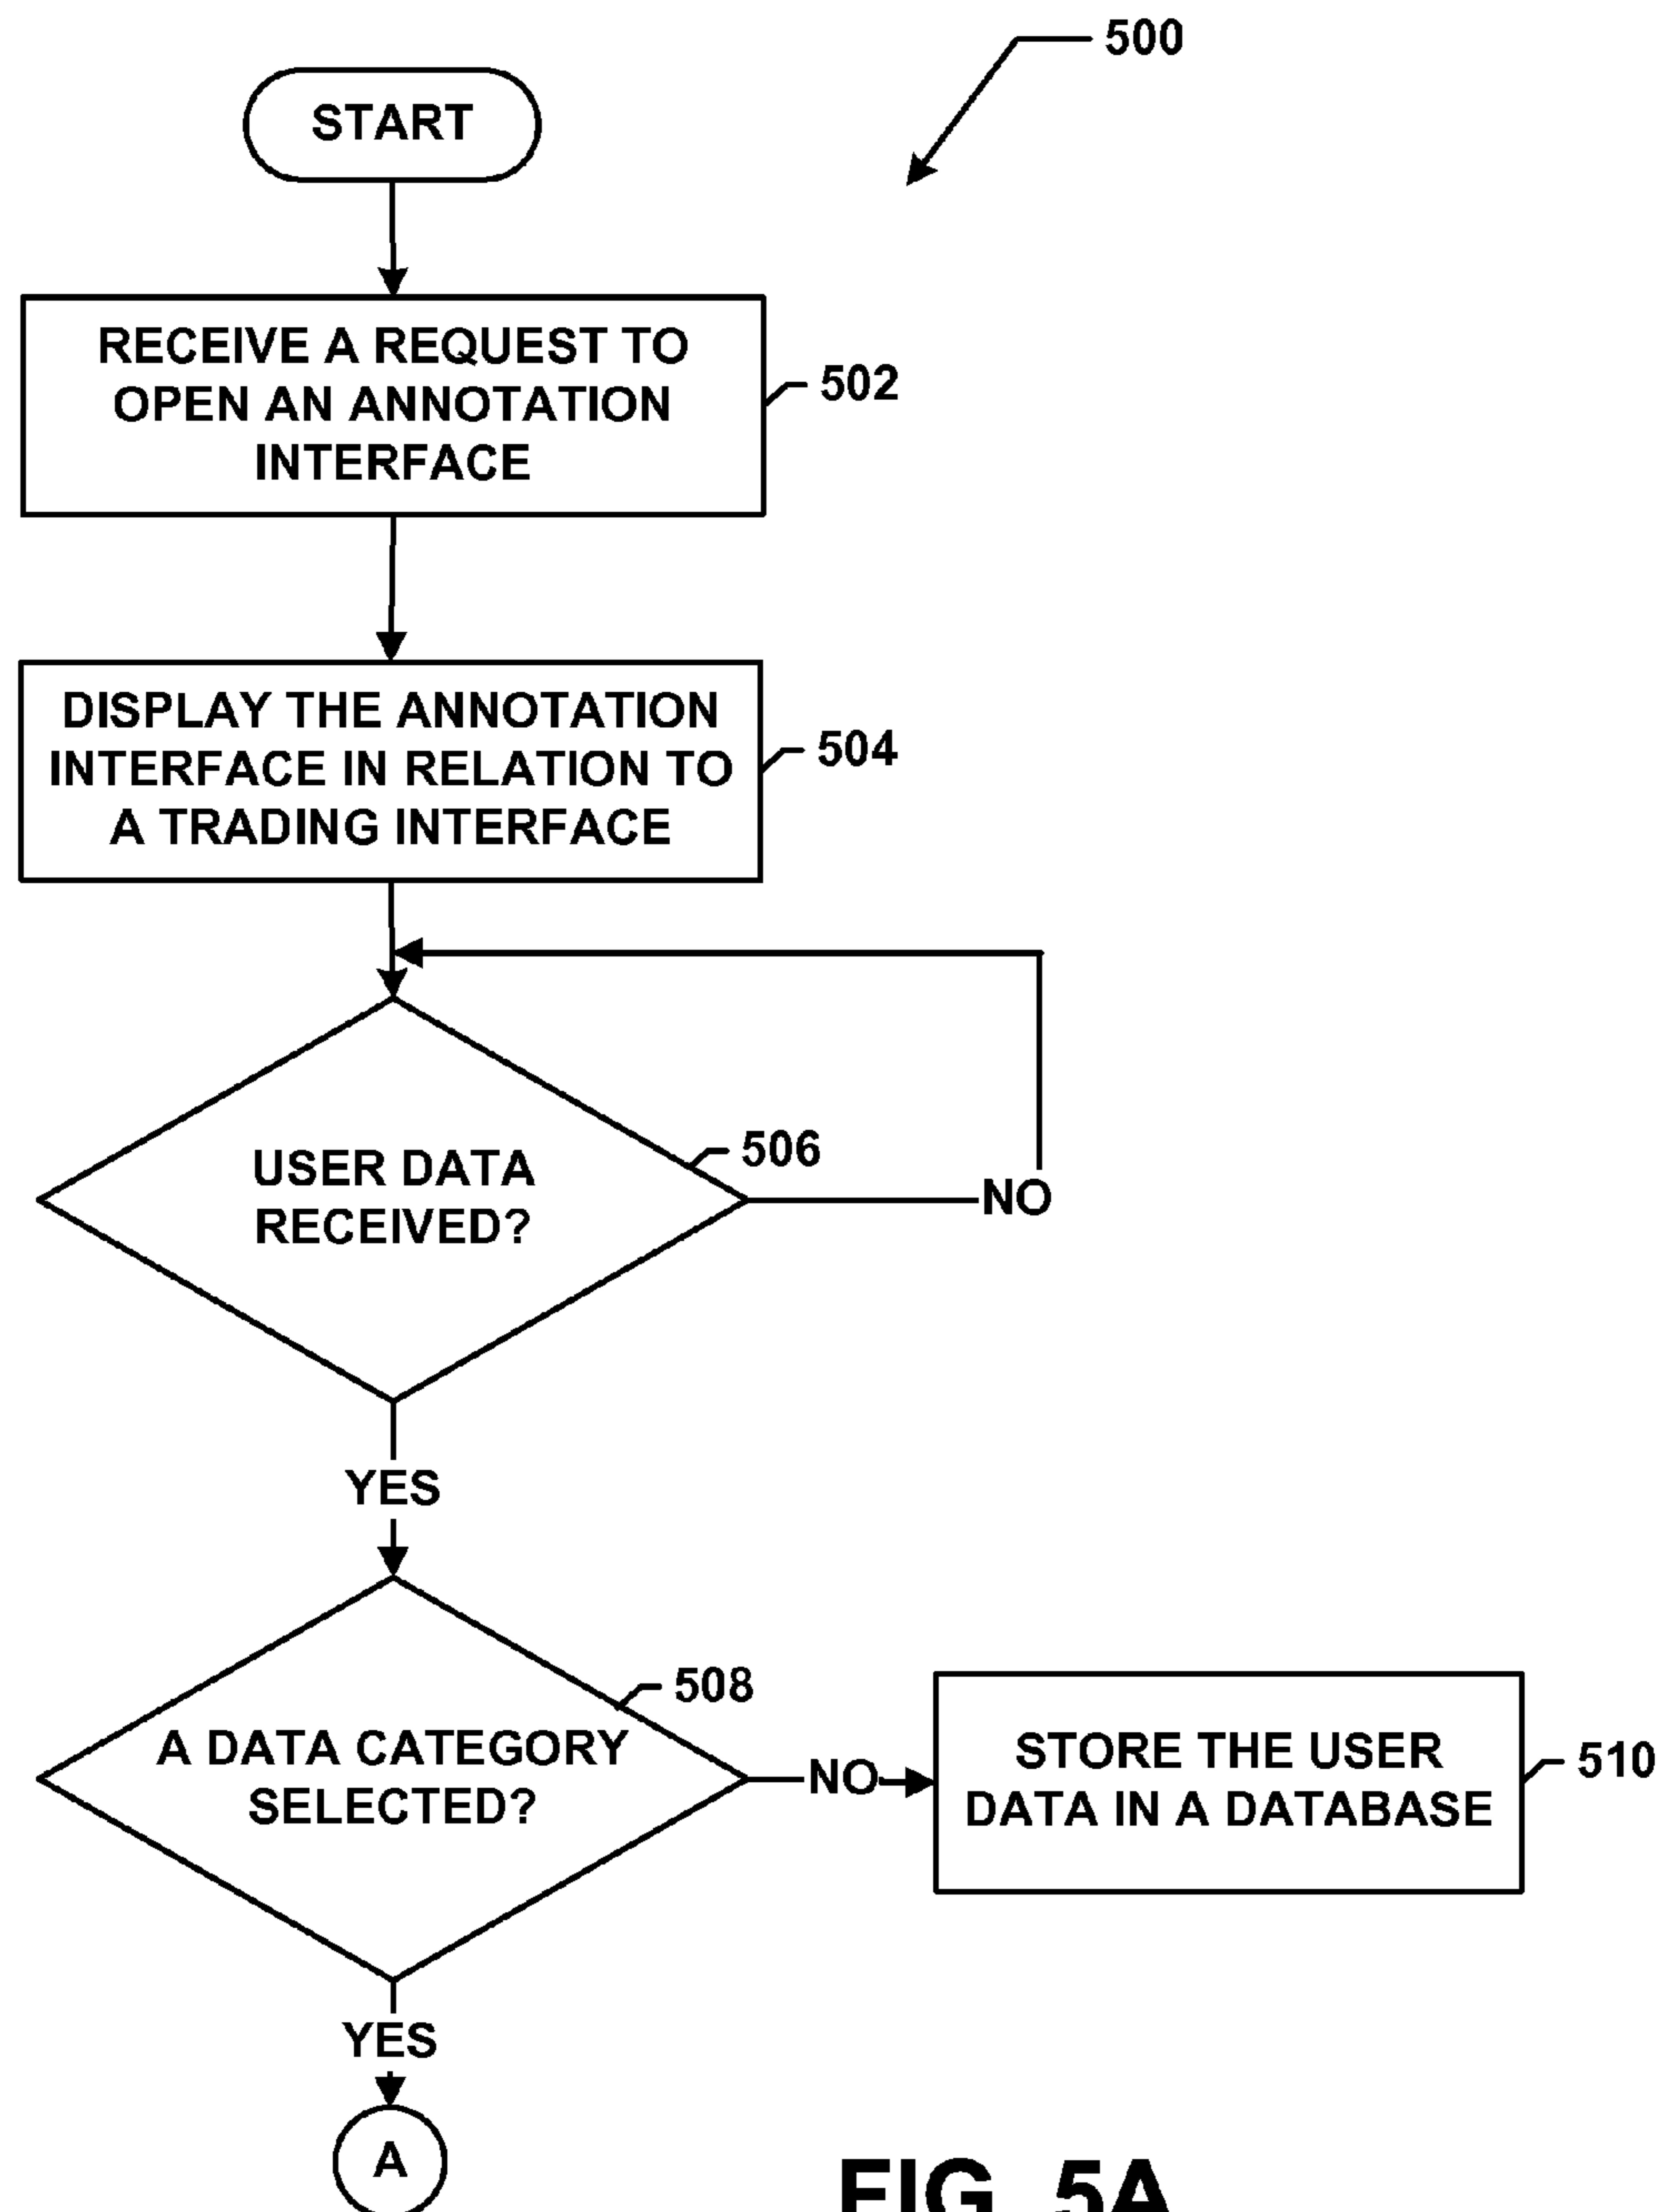 500
START
RECEIVE A REQUEST TO
OPEN AN ANNOTATION
INTERFACE
502
DISPLAY THE ANNOTATION
INTERFACE IN RELATION TO
A TRADING INTERFACE
504
USER DATA
RECEIVED?
506
NO
YES
A DATA CATEGORY
SELECTED?
508
NO
STORE THE USER
DATA IN A DATABASE
510
YES
A
FIG. 5A